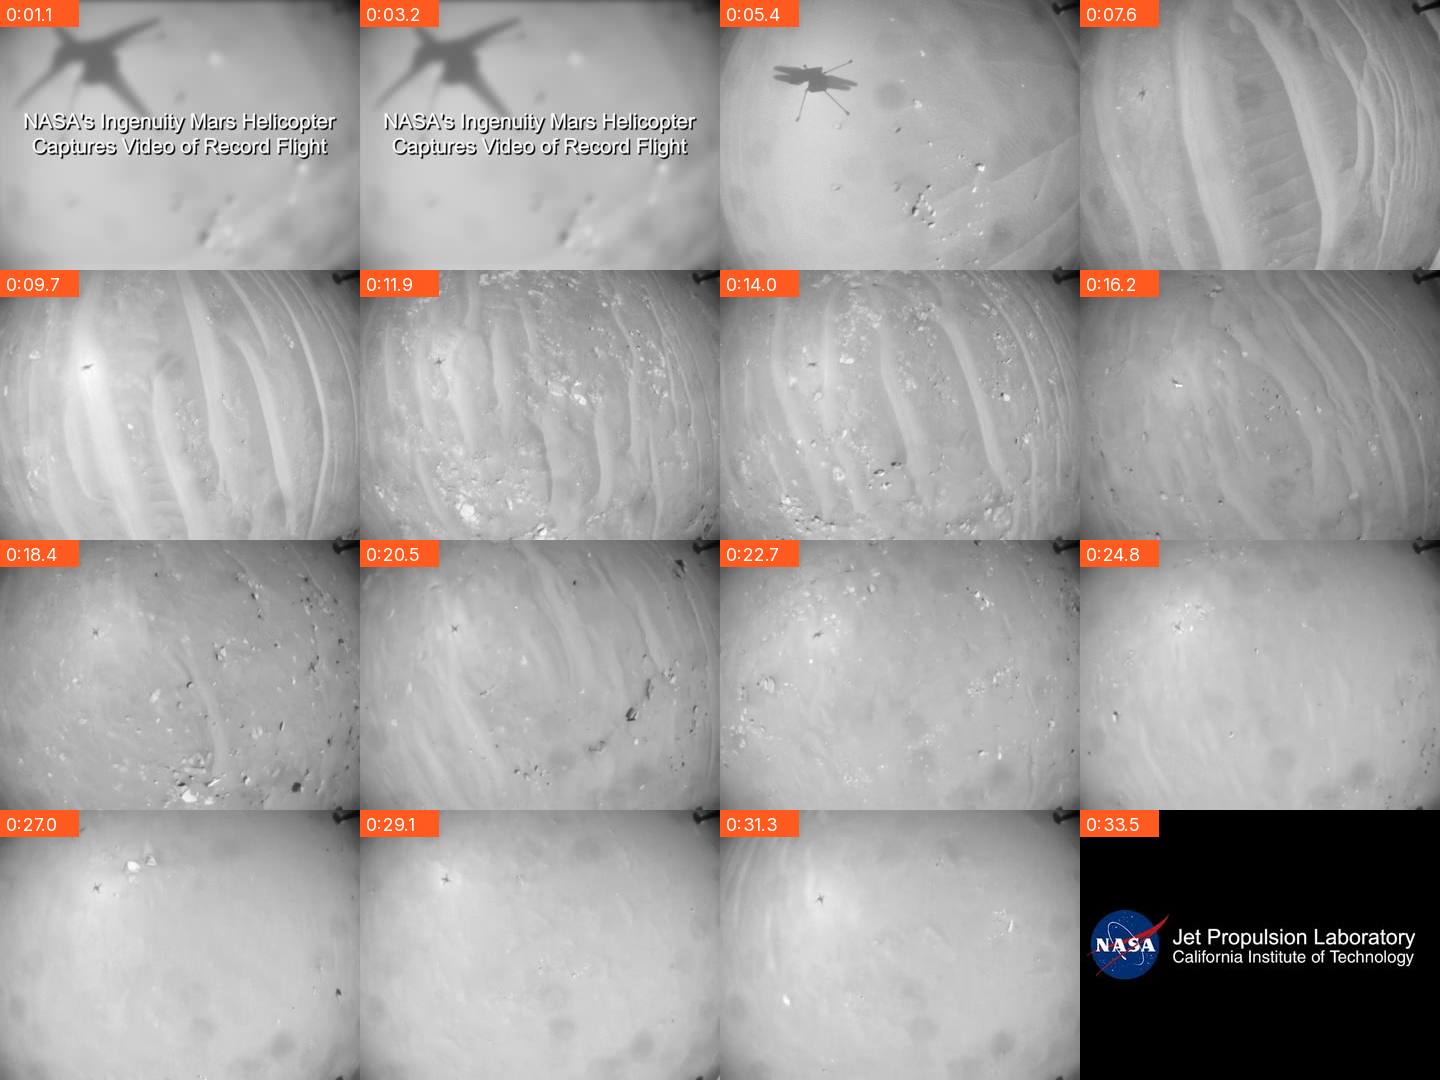 0:01.1
0:03.2
0:05.4
0:07.6
NASA's Ingenuity Mars Helicopter
Captures Video of Record Flight
NASA's Ingenuity Mars Helicopter
Captures Video of Record Flight
0:09.7
0:11.9
0:14.0
0:16.2
0:18.4
0:20.5
0:22.7
0:24.8
0:27.0
0:29.1
0:31.3
0:33.5
NASA
Jet Propulsion Laboratory
California Institute of Technology